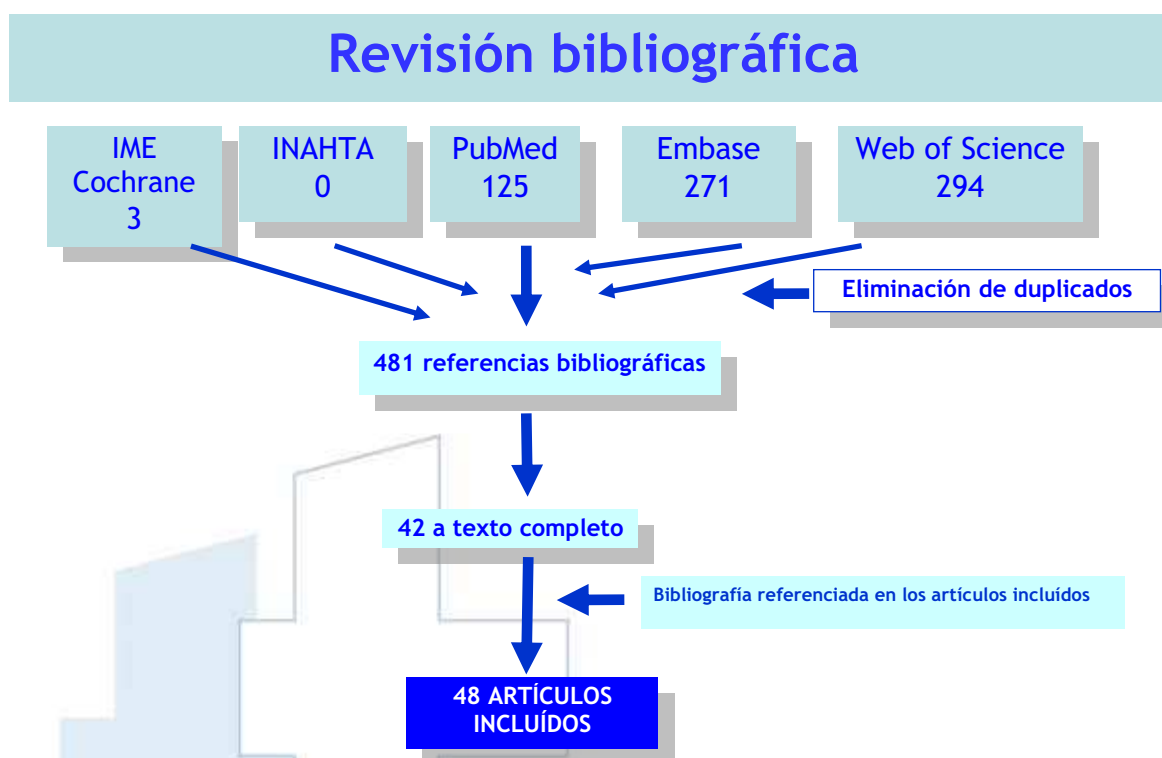 Revisión bibliográfica
IME
Cochrane
3
INAHTA
0
PubMed
125
Embase
271
Web of Science
294
Eliminación de duplicados
481 referencias bibliográficas
42 a texto completo
Bibliografía referenciada en los artículos incluídos
48 ARTÍCULOS
INCLUÍDOS